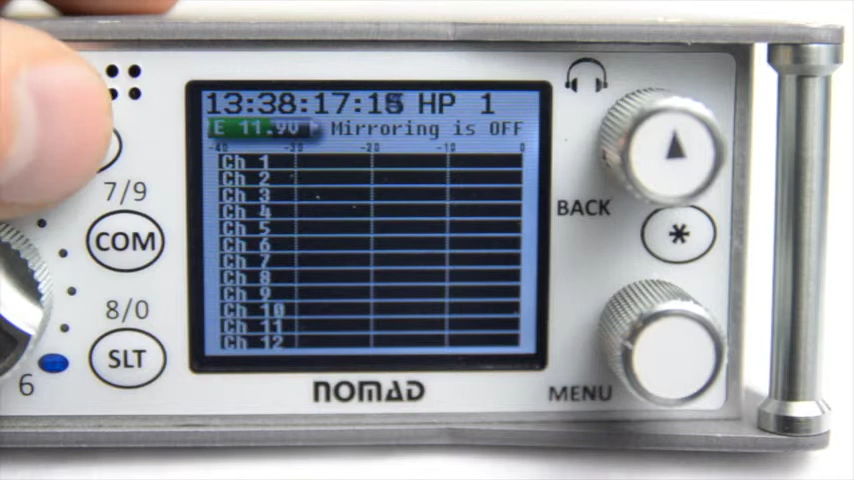 13:38:17:15 HP 1
E 11.90 Mirroring is OFF
-40 -30 -20 -10 0
Ch 1
Ch 2
Ch 3
Ch 4
Ch 5
Ch 6
Ch 7
Ch 8
Ch 9
Ch 10
Ch 11
Ch 12
7/9
COM
8/0
SLT
6
BACK
*
MENU
NOMAD